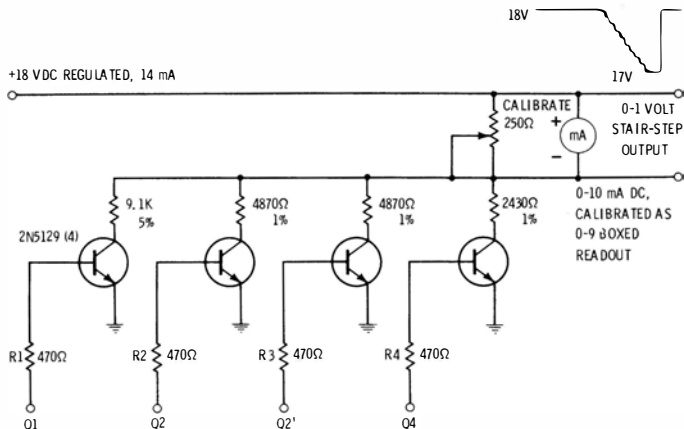 18V
17V
+18 VDC REGULATED, 14 mA
CALIBRATE
250Ω
+
mA
−
0-1 VOLT
STAIR-STEP
OUTPUT
9.1K
5%
4870Ω
1%
4870Ω
1%
2430Ω
1%
0-10 mA DC,
CALIBRATED AS
0-9 BOXED
READOUT
2N5129 (4)
R1 470Ω
R2 470Ω
R3 470Ω
R4 470Ω
Q1
Q2
Q2'
Q4